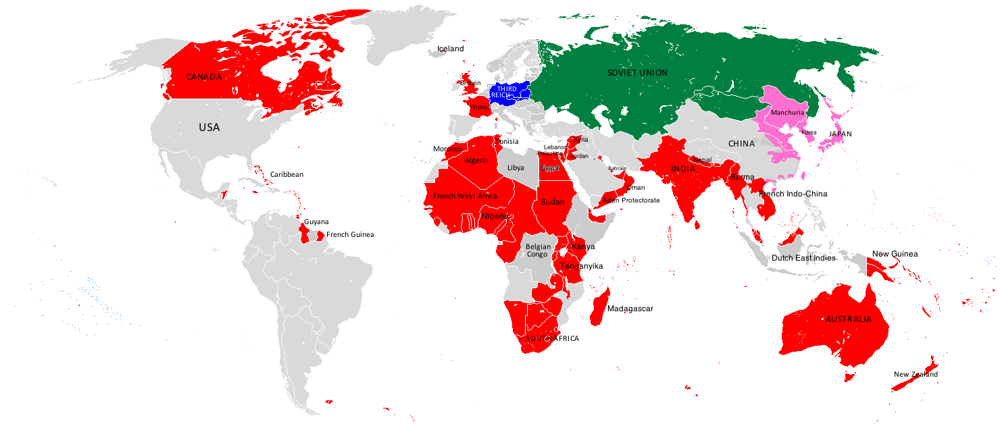 Iceland
SOVIET UNION
CANADA
Britain
THIRD
REICH
France
Manchuria
USA
Korea
JAPAN
CHINA
Tunisia
Syria
Morocco
Lebanon
Palestine
Jordan
Algeria
Libya
Egypt
Nepal
INDIA
Bahrain
Caribbean
Burma
Oman
French Indo-China
French West Africa
Aden Protectorate
Sudan
Nigeria
Guyana
French Guinea
Belgian
Congo
Kenya
New Guinea
Dutch East Indies
Tanganyika
Madagascar
AUSTRALIA
SOUTH AFRICA
New Zealand